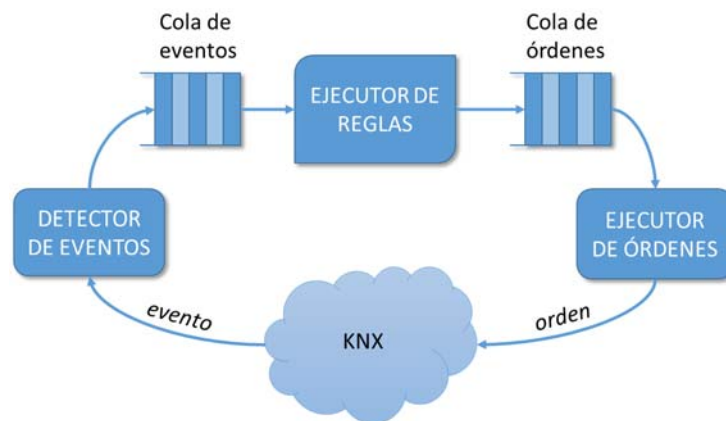 Cola de
eventos
Cola de
órdenes
EJECUTOR DE
REGLAS
DETECTOR
DE EVENTOS
EJECUTOR
DE ÓRDENES
evento
KNX
orden